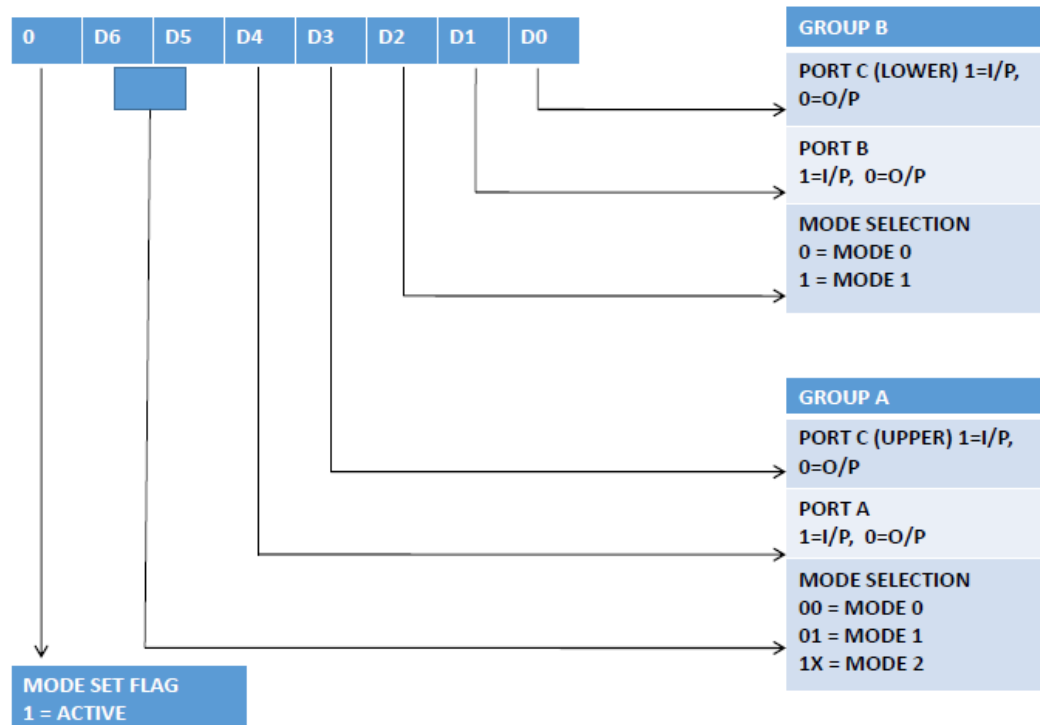 0 D6 D5 D4 D3 D2 D1 D0
GROUP B
PORT C (LOWER) 1=I/P,
0=O/P
PORT B
1=I/P, 0=O/P
MODE SELECTION
0 = MODE 0
1 = MODE 1
GROUP A
PORT C (UPPER) 1=I/P,
0=O/P
PORT A
1=I/P, 0=O/P
MODE SELECTION
00 = MODE 0
01 = MODE 1
1X = MODE 2
MODE SET FLAG
1 = ACTIVE